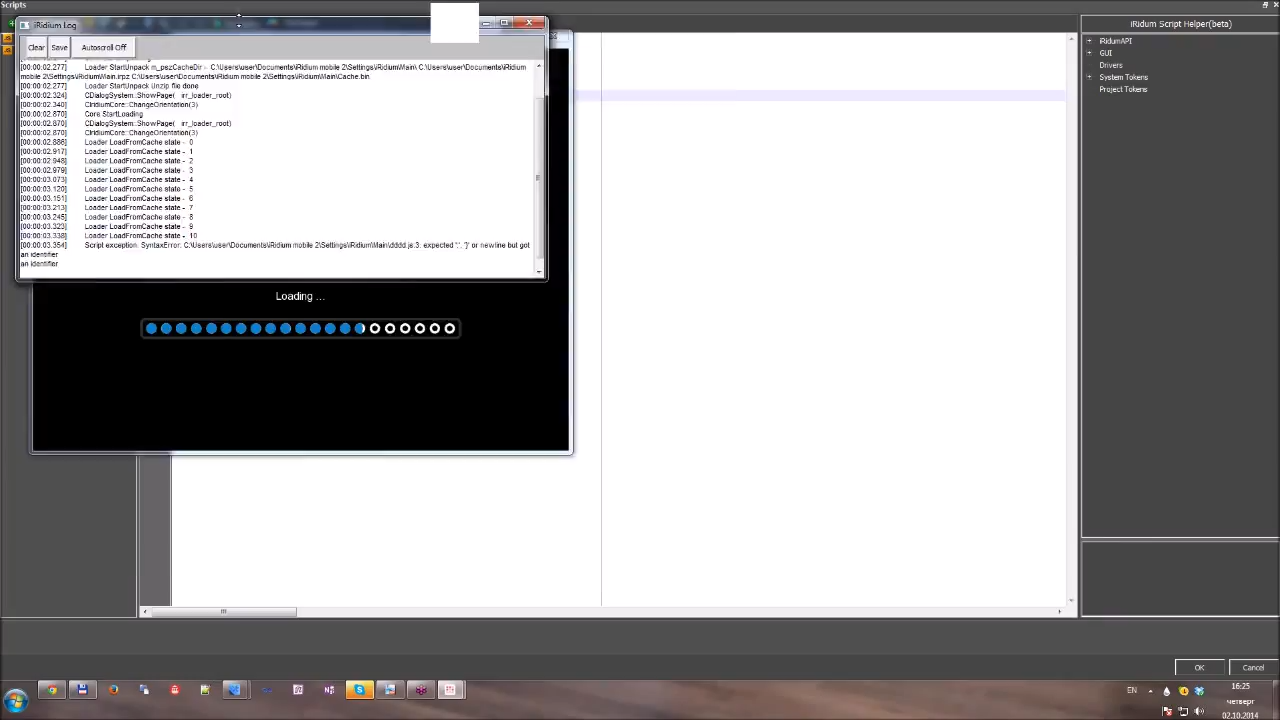 Scripts
iRidium Log
iRidum Script Helper(beta)
Clear Save Autoscroll Off
iRidumAPI
GUI
Drivers
System Tokens
Project Tokens
[00:00:02.277] Loader StartUnpack m_pszCacheDir - C:\Users\user\Documents\iRidium mobile 2\Settings\iRidium\Main\ C:\Users\user\Documents\iRidium
mobile 2\Settings\iRidium\Main.irpz C:\Users\user\Documents\iRidium mobile 2\Settings\iRidium\Main\Cache.bin
[00:00:02.277] Loader StartUnpack Unzip file done
[00:00:02.324] CDialogSystem::ShowPage( irr_loader_root)
[00:00:02.340] CIridiumCore::ChangeOrientation(3)
[00:00:02.870] Core StartLoading
[00:00:02.870] CDialogSystem::ShowPage( irr_loader_root)
[00:00:02.870] CIridiumCore::ChangeOrientation(3)
[00:00:02.886] Loader LoadFromCache state - 0
[00:00:02.917] Loader LoadFromCache state - 1
[00:00:02.948] Loader LoadFromCache state - 2
[00:00:02.979] Loader LoadFromCache state - 3
[00:00:03.073] Loader LoadFromCache state - 4
[00:00:03.120] Loader LoadFromCache state - 5
[00:00:03.151] Loader LoadFromCache state - 6
[00:00:03.213] Loader LoadFromCache state - 7
[00:00:03.245] Loader LoadFromCache state - 8
[00:00:03.323] Loader LoadFromCache state - 9
[00:00:03.338] Loader LoadFromCache state - 10
[00:00:03.354] Script exception: SyntaxError: C:\Users\user\Documents\iRidium mobile 2\Settings\iRidium\Main\dddd.js:3: expected ';', '}' or newline but got
an identifier
an identifier
Loading ...
OK Cancel
EN
16:25
четверг
02.10.2014